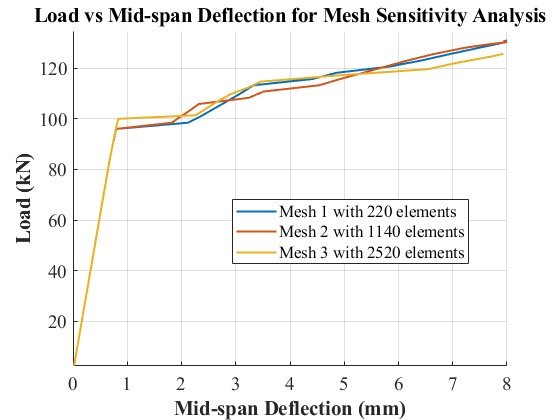 Load vs Mid-span Deflection for Mesh Sensitivity Analysis
120
100
80
60
40
20
Load (kN)
Mesh 1 with 220 elements
Mesh 2 with 1140 elements
Mesh 3 with 2520 elements
0 1 2 3 4 5 6 7 8
Mid-span Deflection (mm)